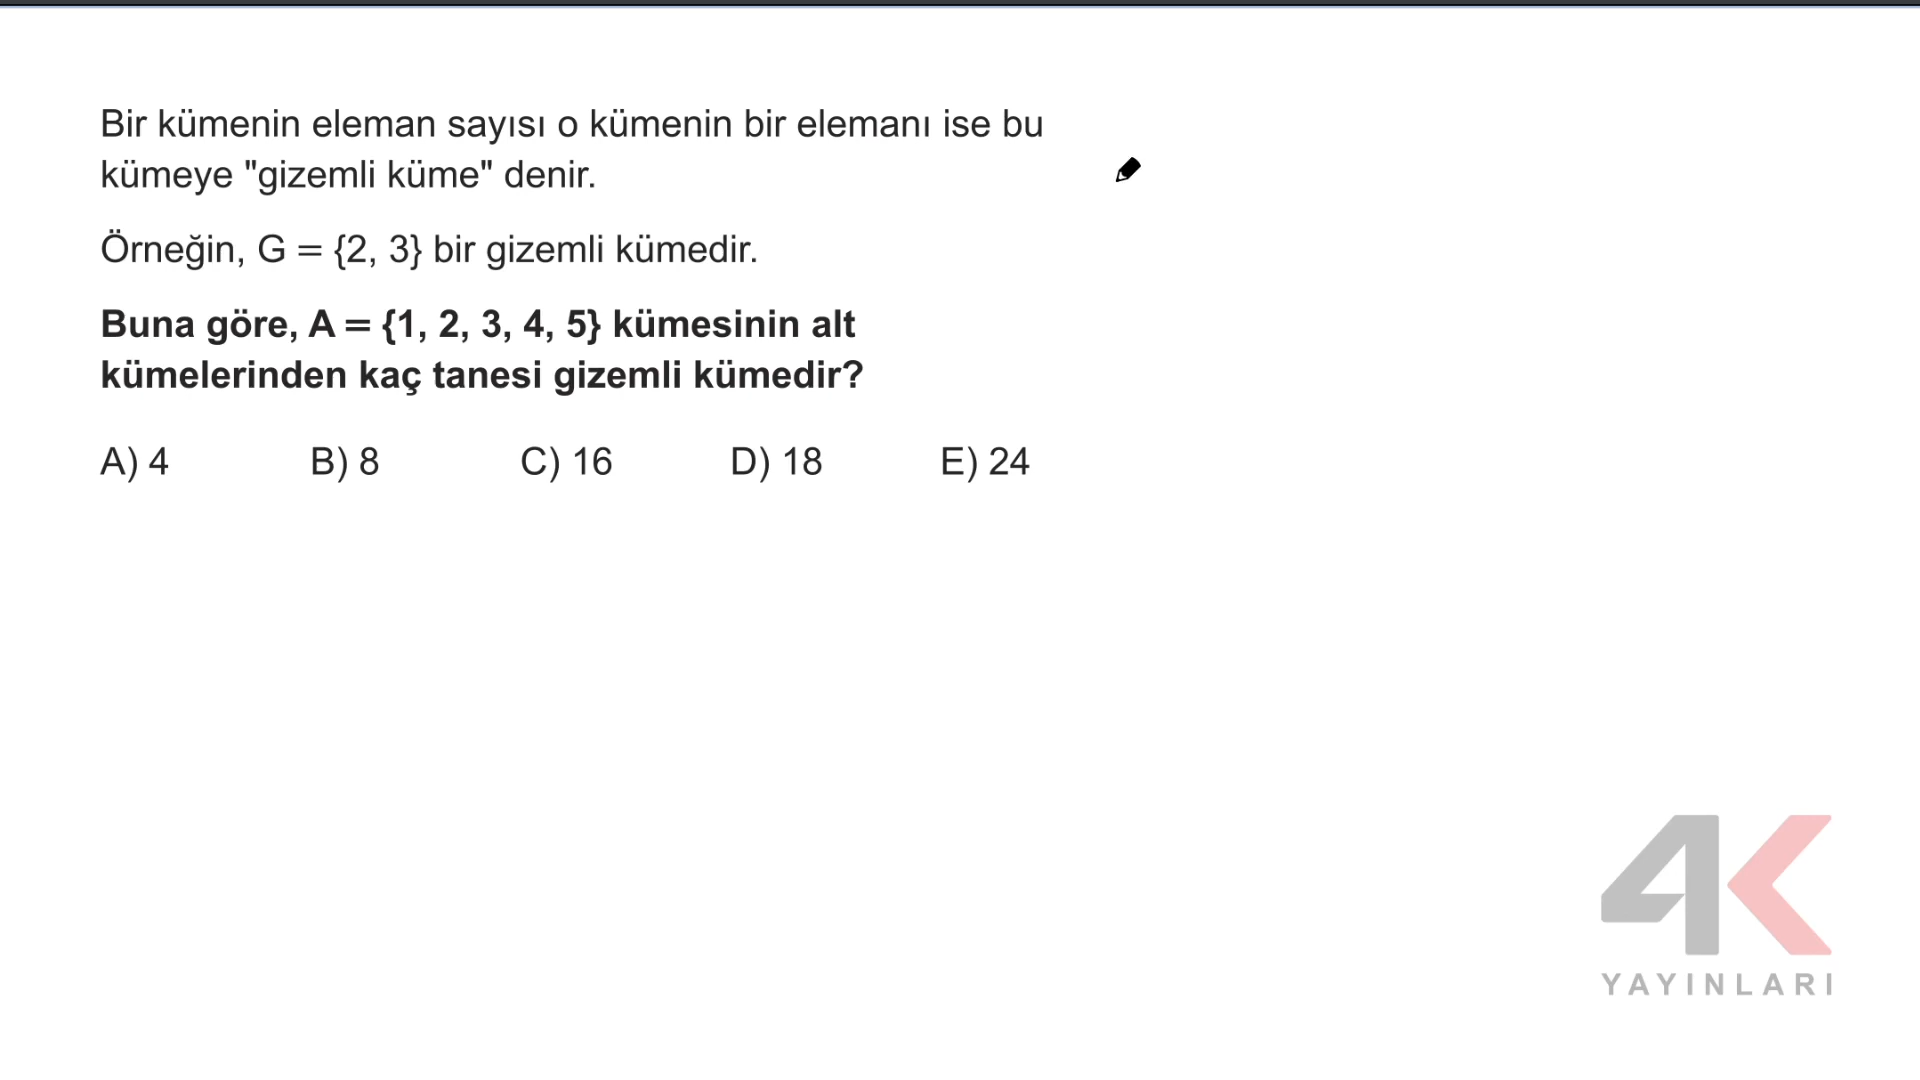 Bir kümenin eleman sayısı o kümenin bir elemanı ise bu
kümeye "gizemli küme" denir.
Örneğin, G = {2, 3} bir gizemli kümedir.
Buna göre, A = {1, 2, 3, 4, 5} kümesinin alt
kümelerinden kaç tanesi gizemli kümedir?
A) 4 B) 8 C) 16 D) 18 E) 24
4K
YAYINLARI